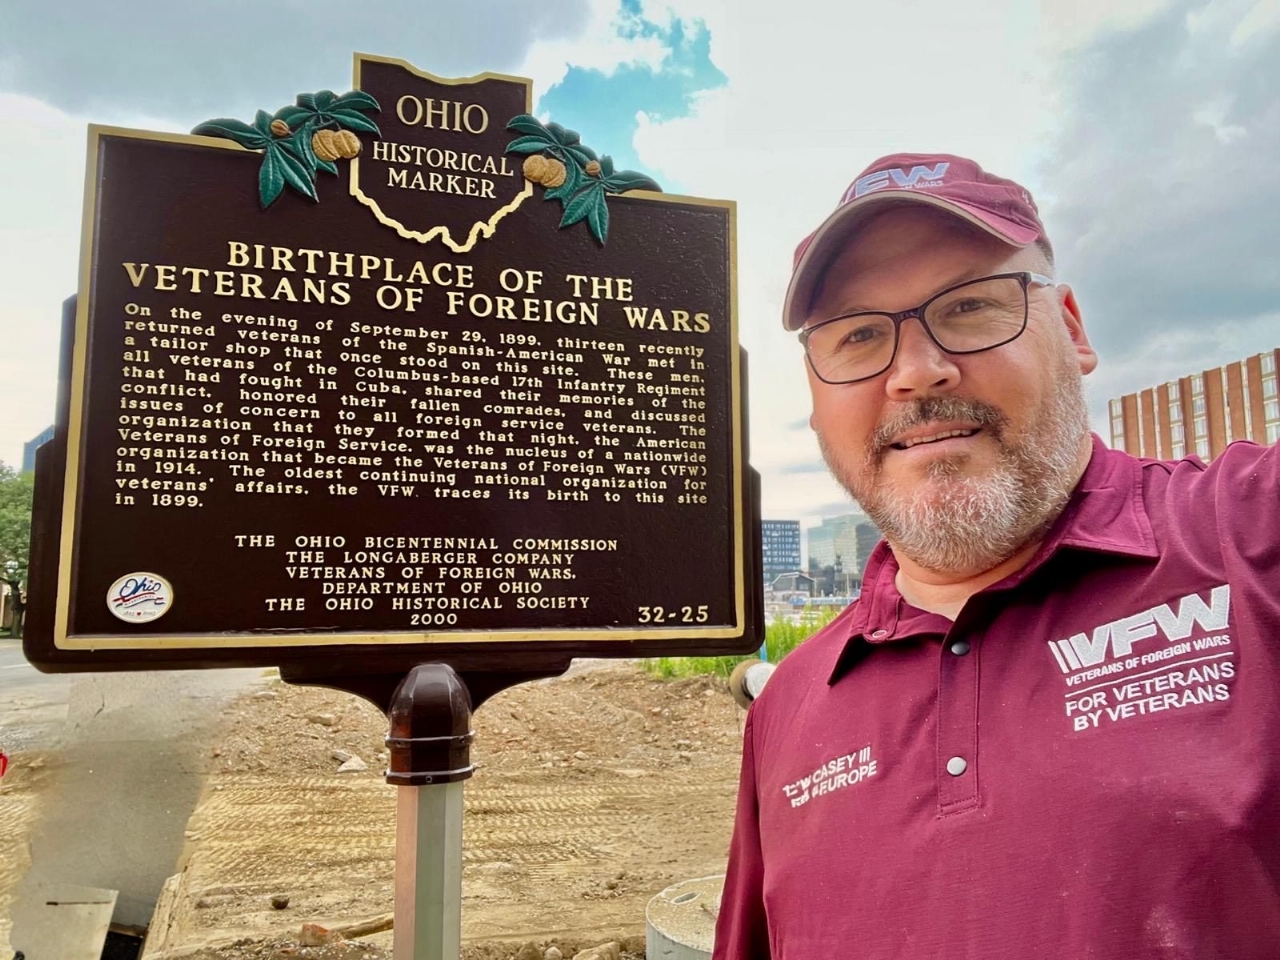 OHIO
HISTORICAL
MARKER
BIRTHPLACE OF THE
VETERANS OF FOREIGN WARS
On the evening of September 29, 1899, thirteen recently
returned veterans of the Spanish-American War met in
a tailor shop that once stood on this site. These men,
all veterans of the Columbus-based 17th Infantry Regiment
that had fought in Cuba, shared their memories of the
conflict, honored their fallen comrades, and discussed
issues of concern to all foreign service veterans. The
organization that they formed that night, the American
Veterans of Foreign Service, was the nucleus of a nationwide
organization that became the Veterans of Foreign Wars (VFW)
in 1914. The oldest continuing national organization for
veterans' affairs, the VFW traces its birth to this site
in 1899.
THE OHIO BICENTENNIAL COMMISSION
THE LONGABERGER COMPANY
VETERANS OF FOREIGN WARS,
DEPARTMENT OF OHIO
THE OHIO HISTORICAL SOCIETY
2000
32-25
Ohio
WARS
VFW
VETERANS OF FOREIGN WARS
FOR VETERANS
BY VETERANS
CASEY III
EUROPE